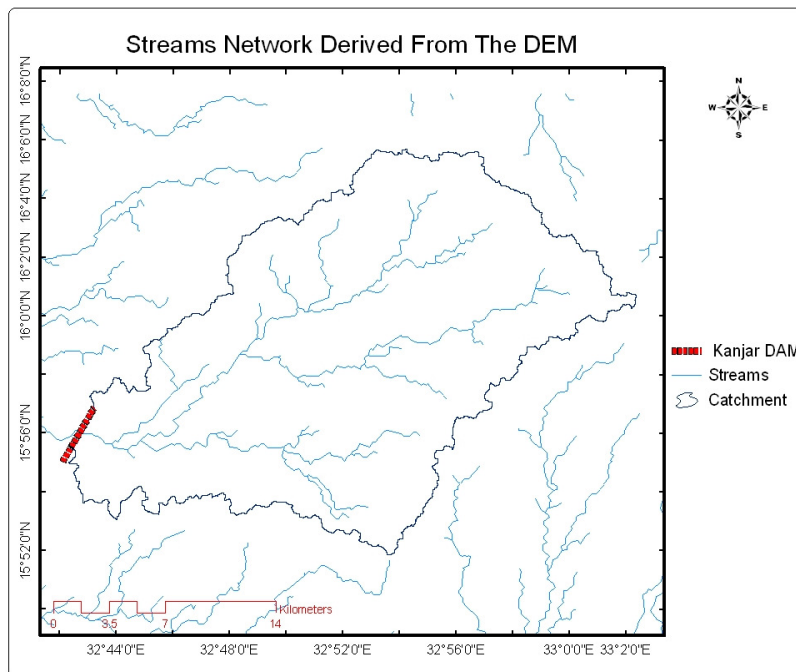 Streams Network Derived From The DEM
N
W E
S
16°8'0"N
16°6'0"N
16°4'0"N
16°2'0"N
16°0'0"N
15°56'0"N
15°52'0"N
Kanjar DAM
Streams
Catchment
Kilometers
0 3.5 7 14
32°44'0"E 32°48'0"E 32°52'0"E 32°56'0"E 33°0'0"E 33°2'0"E